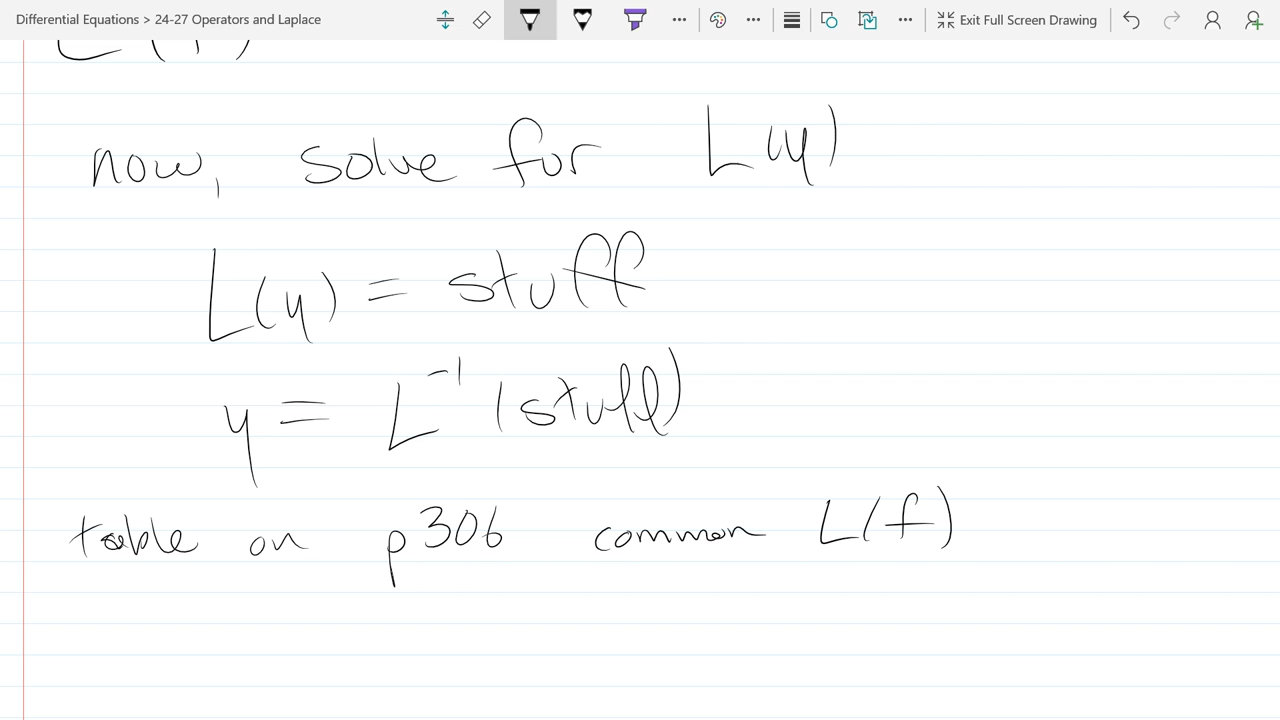 Differential Equations > 24-27 Operators and Laplace
Exit Full Screen Drawing
now, solve for L(y)
L(y) = stuff
y = L⁻¹(stuff)
table on p306 common L(f)